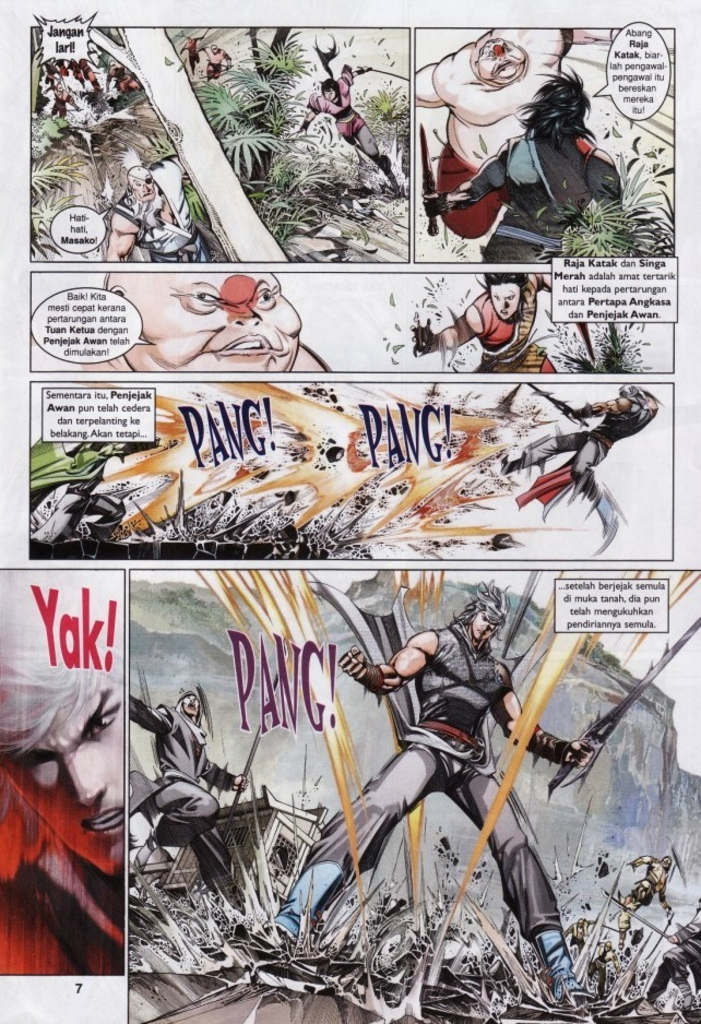 Jangan
lari!
Hati-
hati,
Masako!
Abang
Raja
Katak, biar-
lah pengawal-
pengawal itu
bereskan
mereka
itu!
Raja Katak dan Singa
Merah adalah amat tertarik
hati kepada pertarungan
antara Pertapa Angkasa
dan Penjejak Awan.
Baik! Kita
mesti cepat kerana
pertarungan antara
Tuan Ketua dengan
Penjejak Awan telah
dimulakan!
Sementara itu, Penjejak
Awan pun telah cedera
dan terpelanting ke
belakang. Akan tetapi...
PANG!
PANG!
Yak!
PANG!
...setelah berjejak semula
di muka tanah, dia pun
telah mengukuhkan
pendiriannya semula.
7